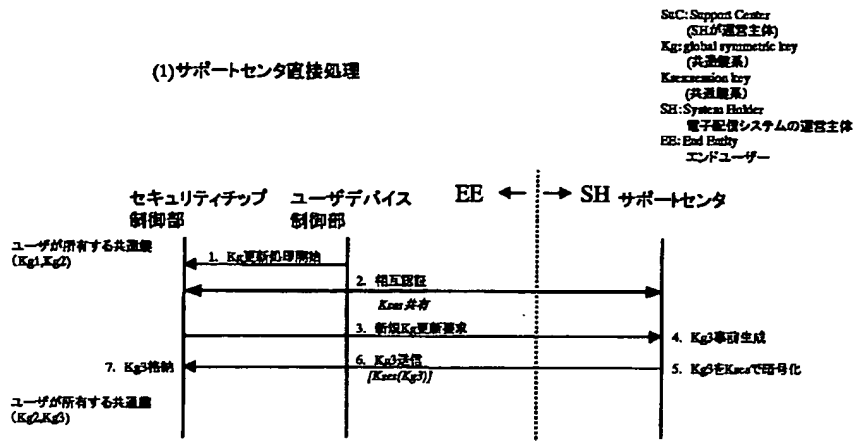 SuC: Support Center
(SHが運営主体)
Kg: global symmetric key
(共通鍵系)
Kses:session key
(共通鍵系)
SH: System Holder
電子配信システムの運営主体
EE: End Entity
エンドユーザー
(1)サポートセンタ直接処理
セキュリティチップ
制御部
ユーザデバイス
制御部
EE ← → SH サポートセンタ
ユーザが所有する共通鍵
(Kg1,Kg2)
1. Kg更新処理開始
2. 相互認証
Kses共有
3. 新規Kg更新要求
4. Kg3事前生成
5. Kg3をKsesで暗号化
6. Kg3送信
[Kses(Kg3)]
7. Kg3格納
ユーザが所有する共通鍵
(Kg2,Kg3)